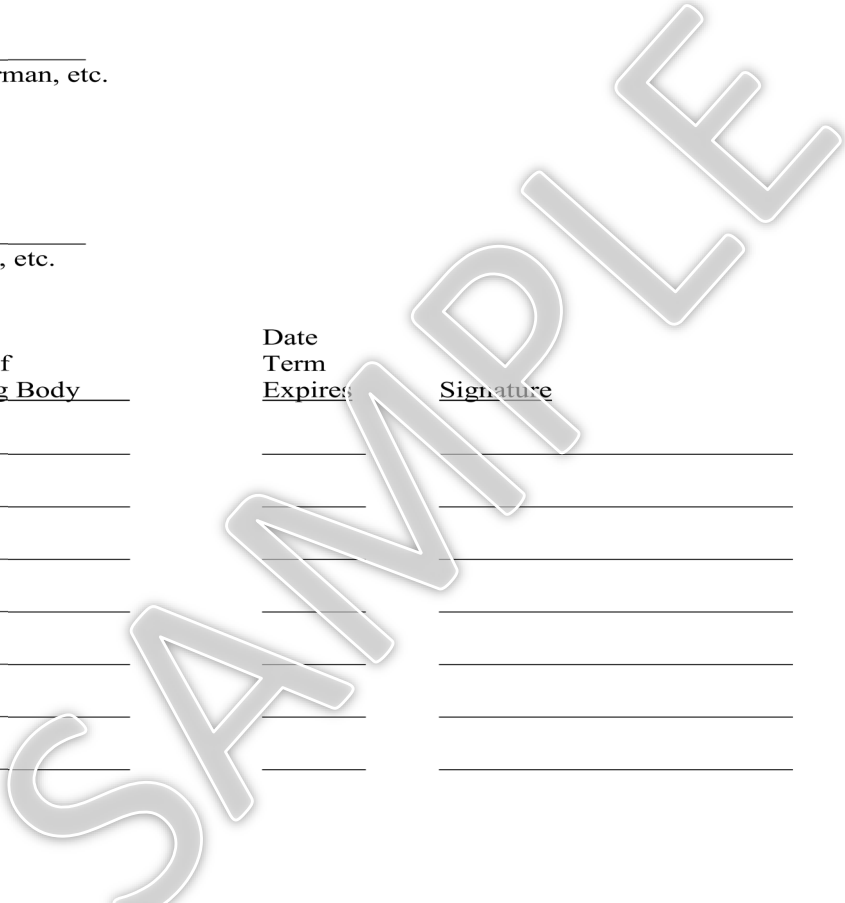 rman, etc.
, etc.
Date
f Term
g Body Expires Signature
SAMPLE